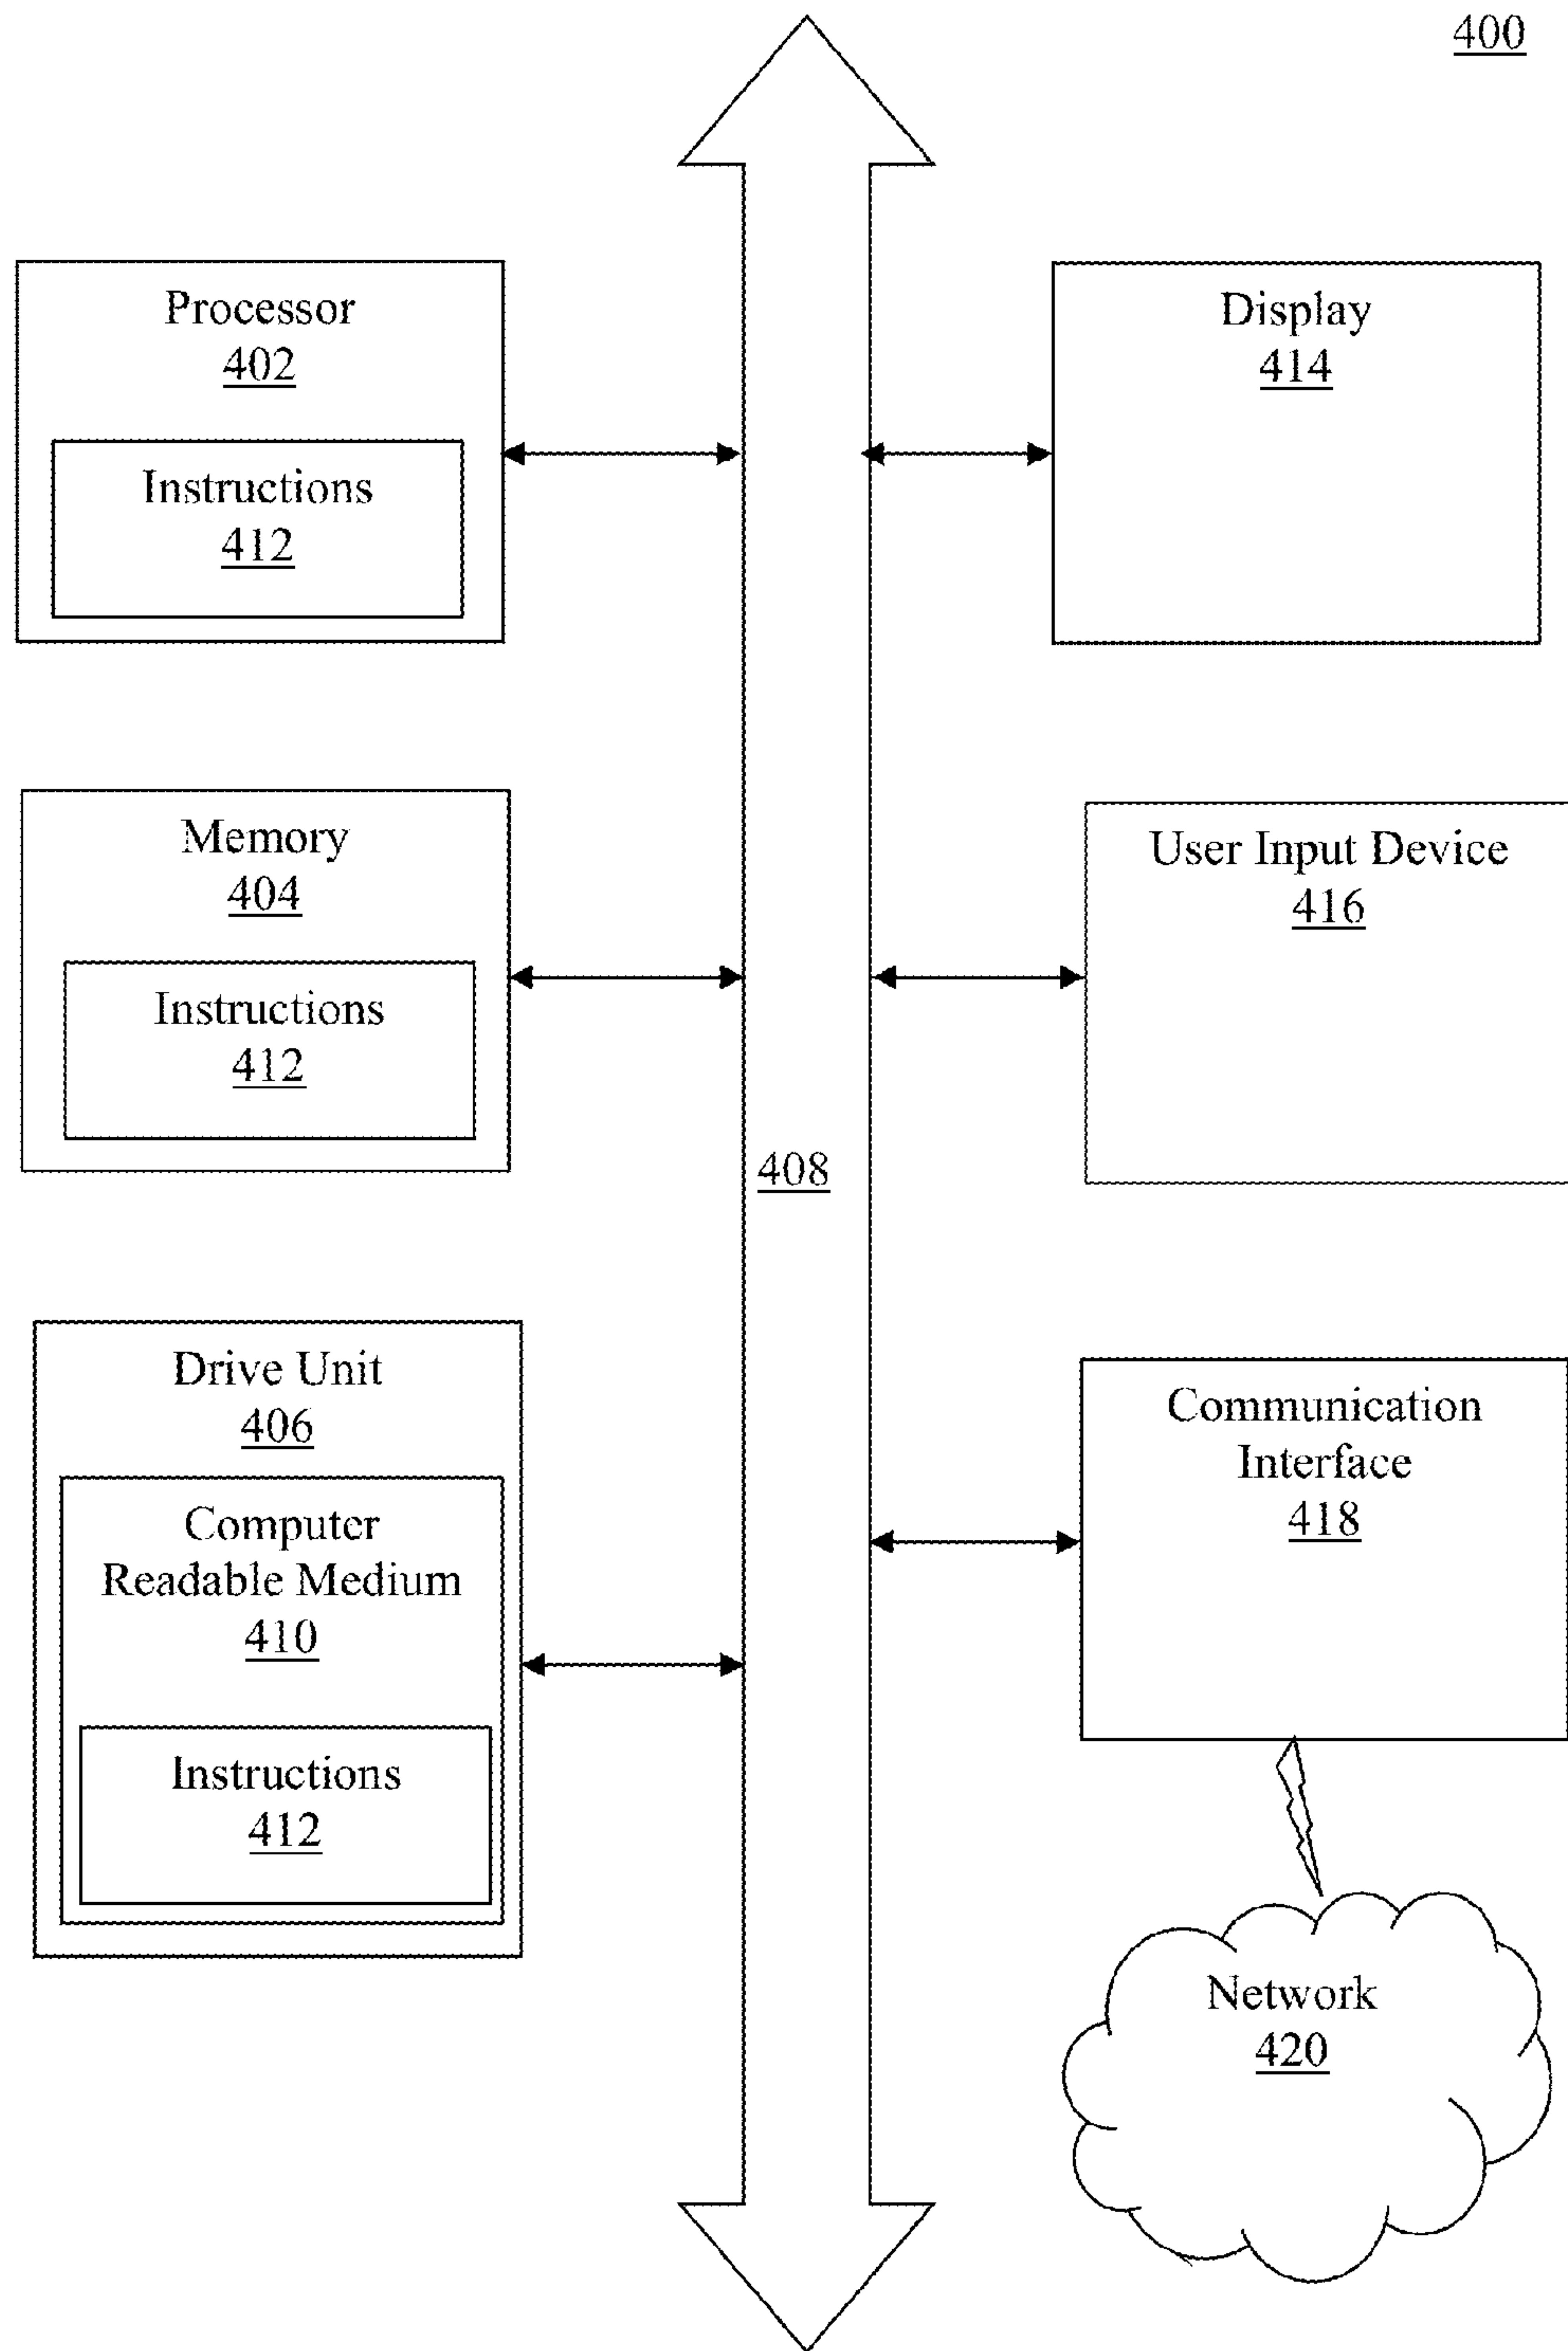 400
Processor
402
Instructions
412
Display
414
Memory
404
Instructions
412
User Input Device
416
408
Drive Unit
406
Computer
Readable Medium
410
Instructions
412
Communication
Interface
418
Network
420